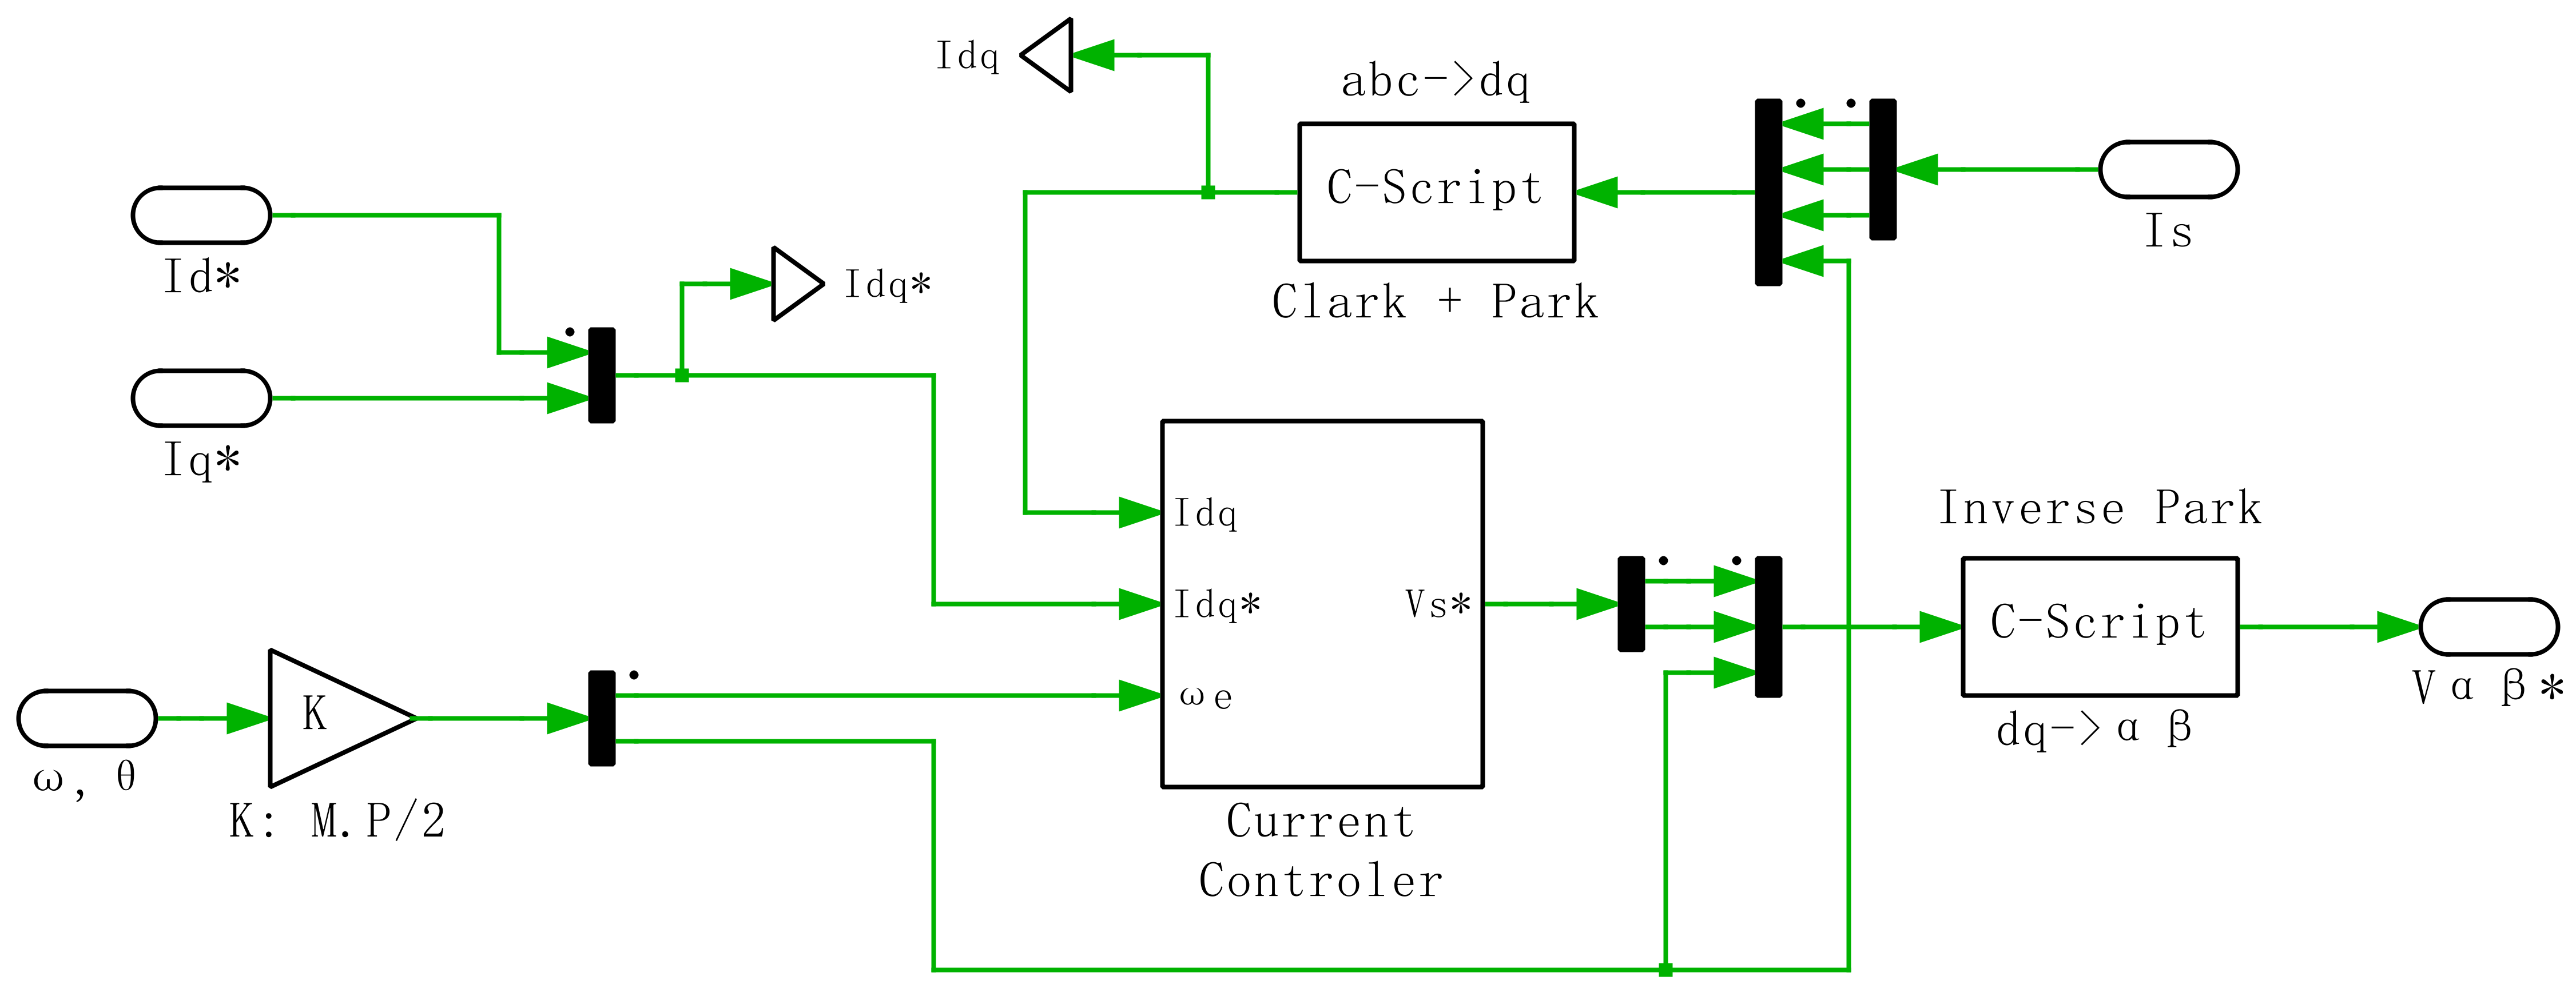 Idq
abc->dq
C-Script
Clark + Park
Is
Id*
Idq*
Iq*
Idq
Idq*
ωe
Vs*
Current
Controler
Inverse Park
C-Script
dq->αβ
Vαβ*
K
ω, θ
K: M.P/2